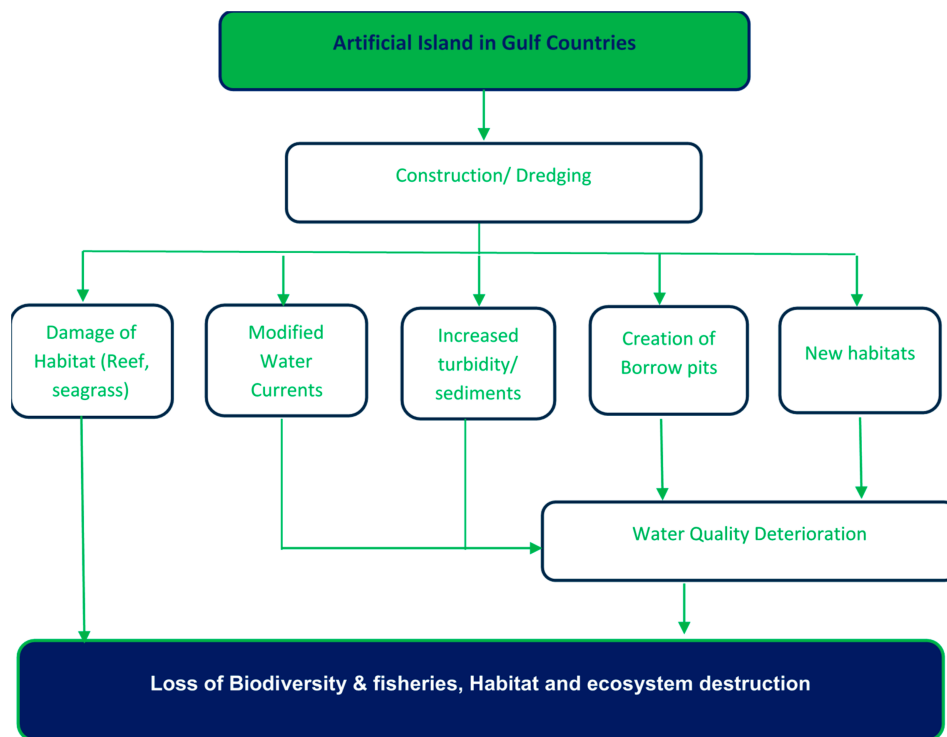 Artificial Island in Gulf Countries
Construction/ Dredging
Damage of
Habitat (Reef,
seagrass)
Modified
Water
Currents
Increased
turbidity/
sediments
Creation of
Borrow pits
New habitats
Water Quality Deterioration
Loss of Biodiversity & fisheries, Habitat and ecosystem destruction